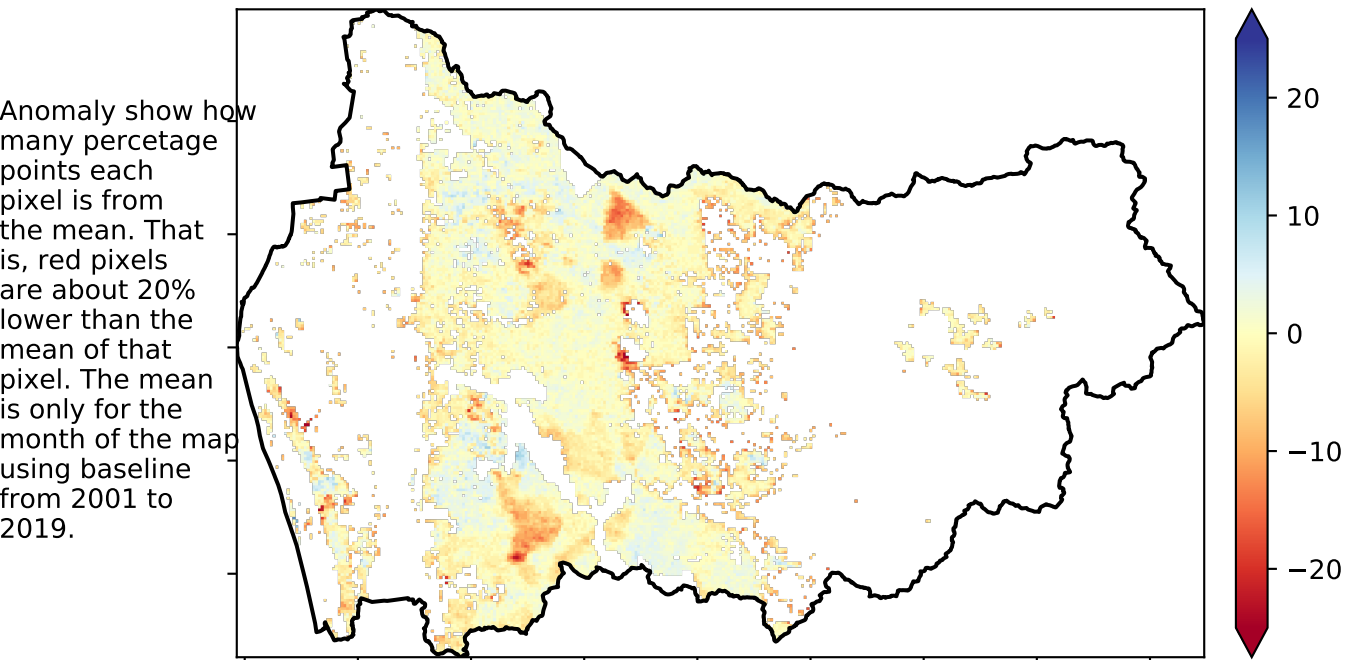 Anomaly show how
many percetage
points each
pixel is from
the mean. That
is, red pixels
are about 20%
lower than the
mean of that
pixel. The mean
is only for the
month of the map
using baseline
from 2001 to
2019.
20
10
0
−10
−20